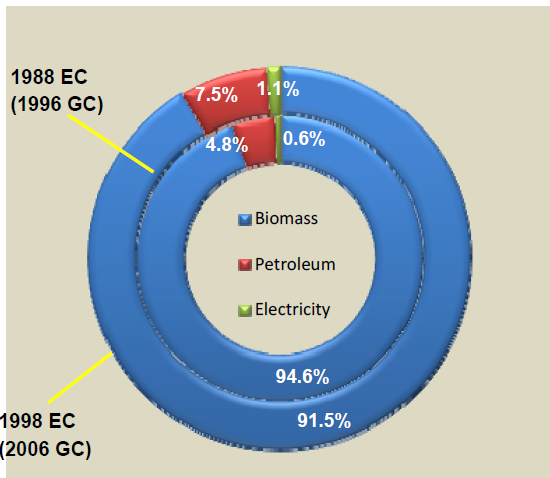 1988 EC
(1996 GC)
7.5%
1.1%
4.8%
0.6%
Biomass
Petroleum
Electricity
94.6%
91.5%
1998 EC
(2006 GC)